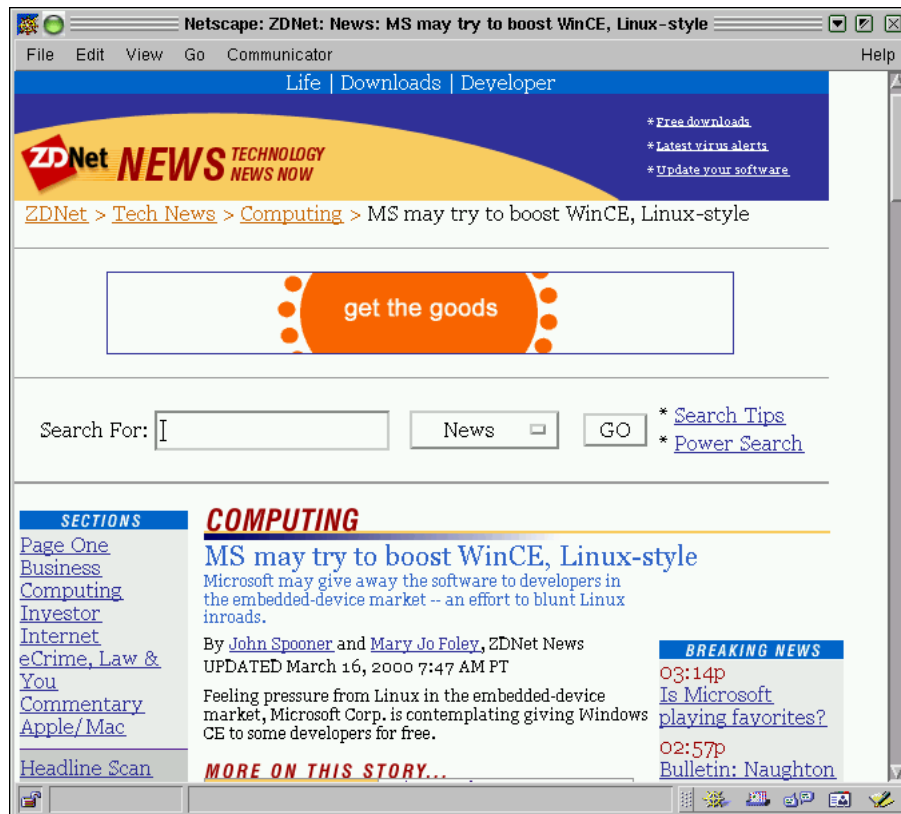 Netscape: ZDNet: News: MS may try to boost WinCE, Linux-style
File Edit View Go Communicator Help
Life | Downloads | Developer
* Free downloads
* Latest virus alerts
* Update your software
ZDNet NEWS TECHNOLOGY NEWS NOW
ZDNet > Tech News > Computing > MS may try to boost WinCE, Linux-style
get the goods
Search For: News GO
* Search Tips
* Power Search
SECTIONS
Page One
Business
Computing
Investor
Internet
eCrime, Law &
You
Commentary
Apple/Mac
Headline Scan
COMPUTING
MS may try to boost WinCE, Linux-style
Microsoft may give away the software to developers in
the embedded-device market -- an effort to blunt Linux
inroads.
By John Spooner and Mary Jo Foley, ZDNet News
UPDATED March 16, 2000 7:47 AM PT
Feeling pressure from Linux in the embedded-device
market, Microsoft Corp. is contemplating giving Windows
CE to some developers for free.
MORE ON THIS STORY...
BREAKING NEWS
03:14p
Is Microsoft
playing favorites?
02:57p
Bulletin: Naughton